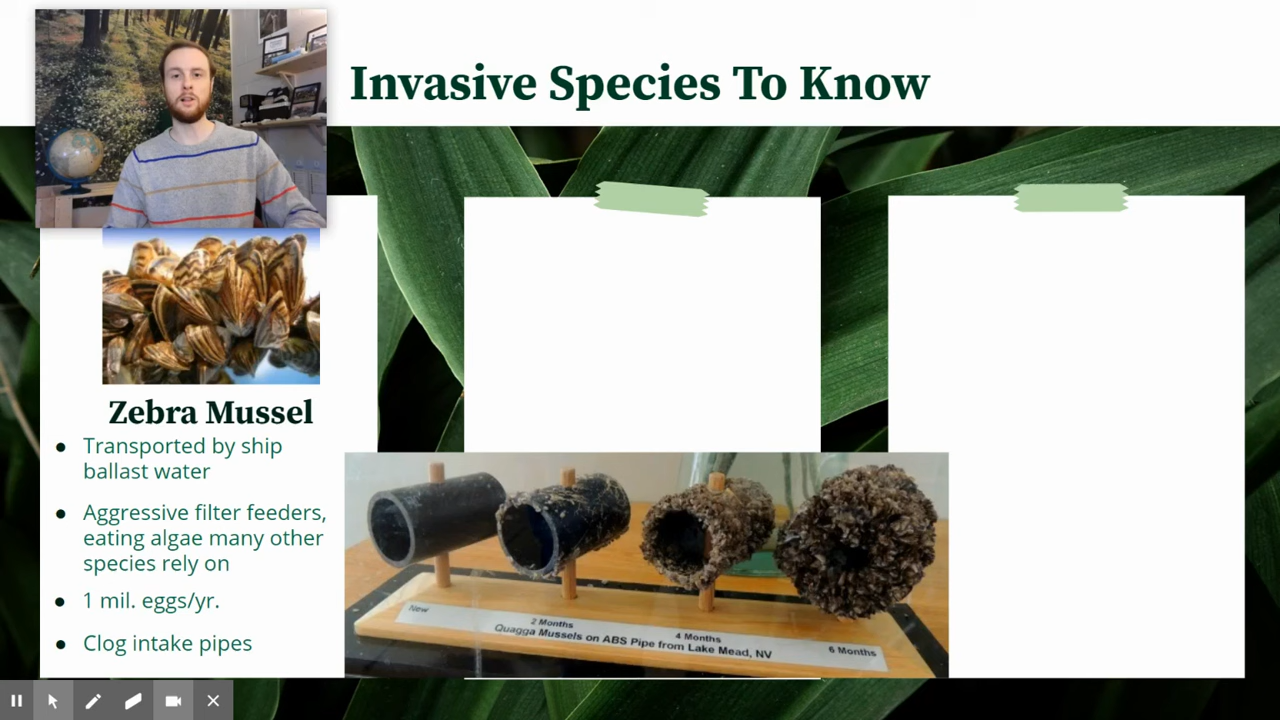 Invasive Species To Know
Zebra Mussel
Transported by ship
ballast water
Aggressive filter feeders,
eating algae many other
species rely on
1 mil. eggs/yr.
Clog intake pipes
New
2 Months
4 Months
6 Months
Quagga Mussels on ABS Pipe from Lake Mead, NV